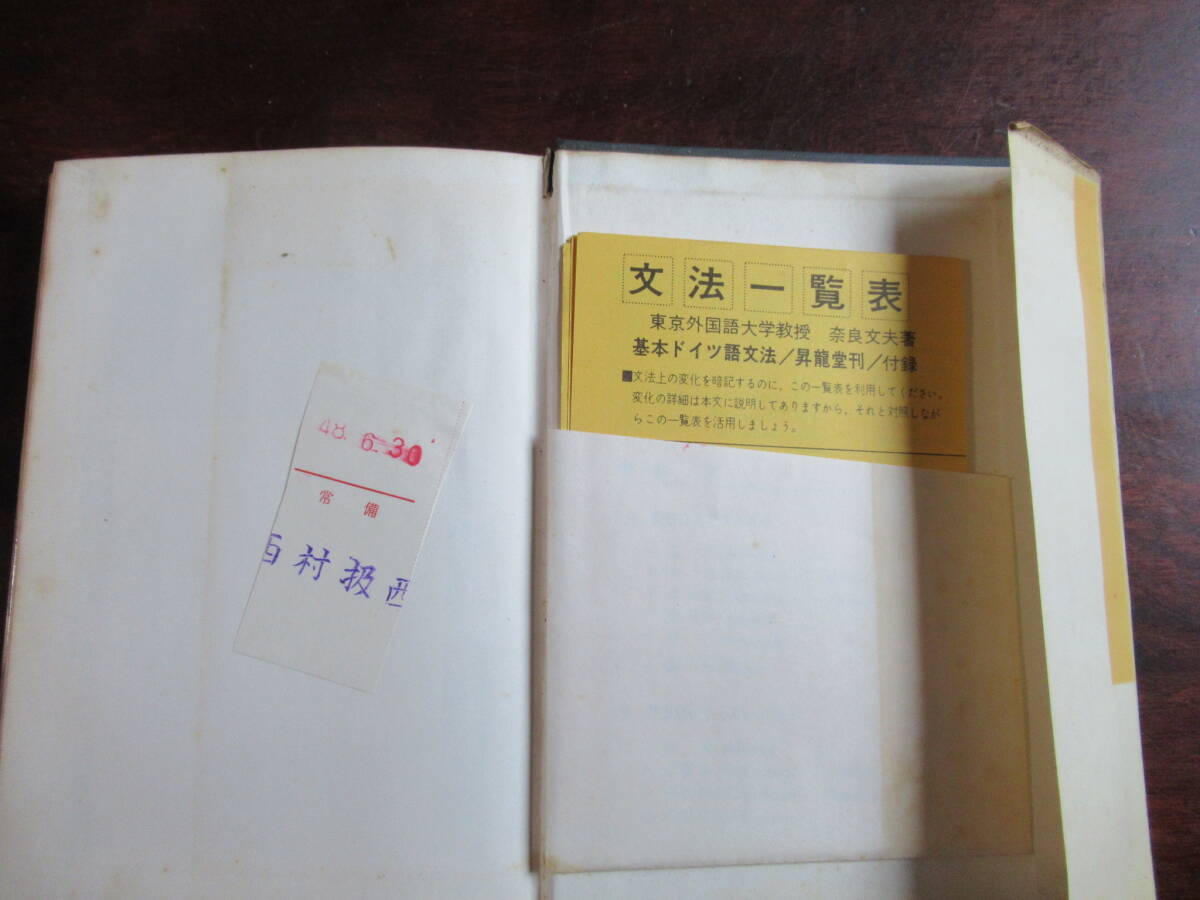 48.6.30
常備
西村扱西
文法一覧表
東京外国語大学教授 奈良文夫著
基本ドイツ語文法/昇龍堂刊/付録
■文法上の変化を暗記するのに、この一覧表を利用してください。
変化の詳細は本文に説明してありますから、それと対照しなが
らこの一覧表を活用しましょう。